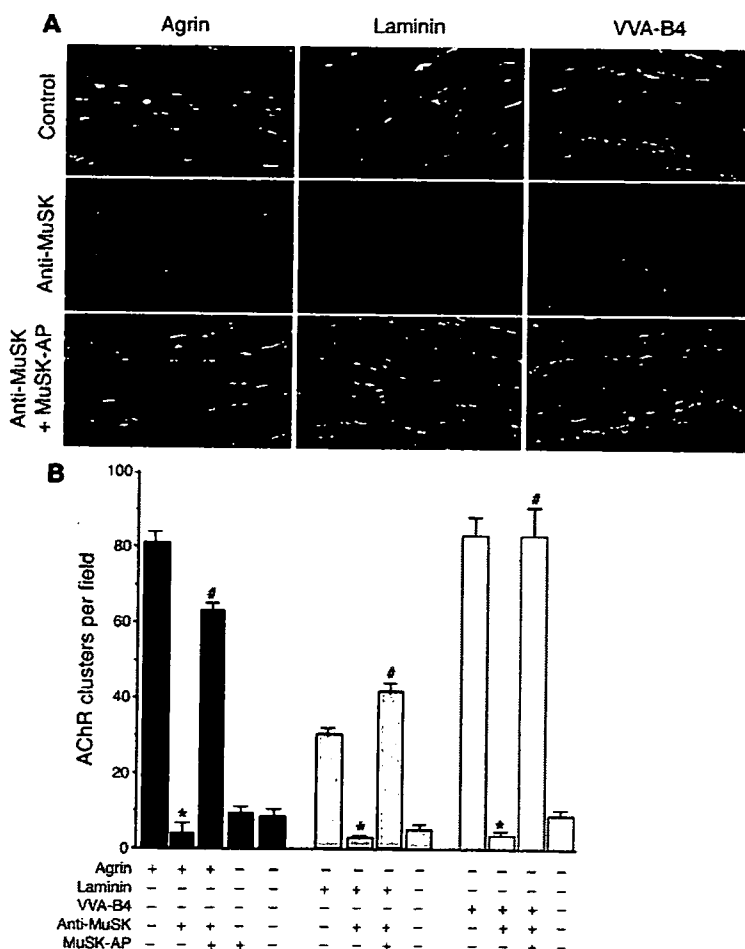 A
Agrin Laminin VVA-B4
Control
Anti-MuSK
Anti-MuSK
+ MuSK-AP
B
AChR clusters per field
100
80
60
40
20
0
* # * # * #
Agrin + + + - - - - - - - - - -
Laminin - - - - - + + + - - - - -
VVA-B4 - - - - - - - - - + + + -
Anti-MuSK - + + - - - + + - - + + -
MuSK-AP - - + + - - - + - - - + -